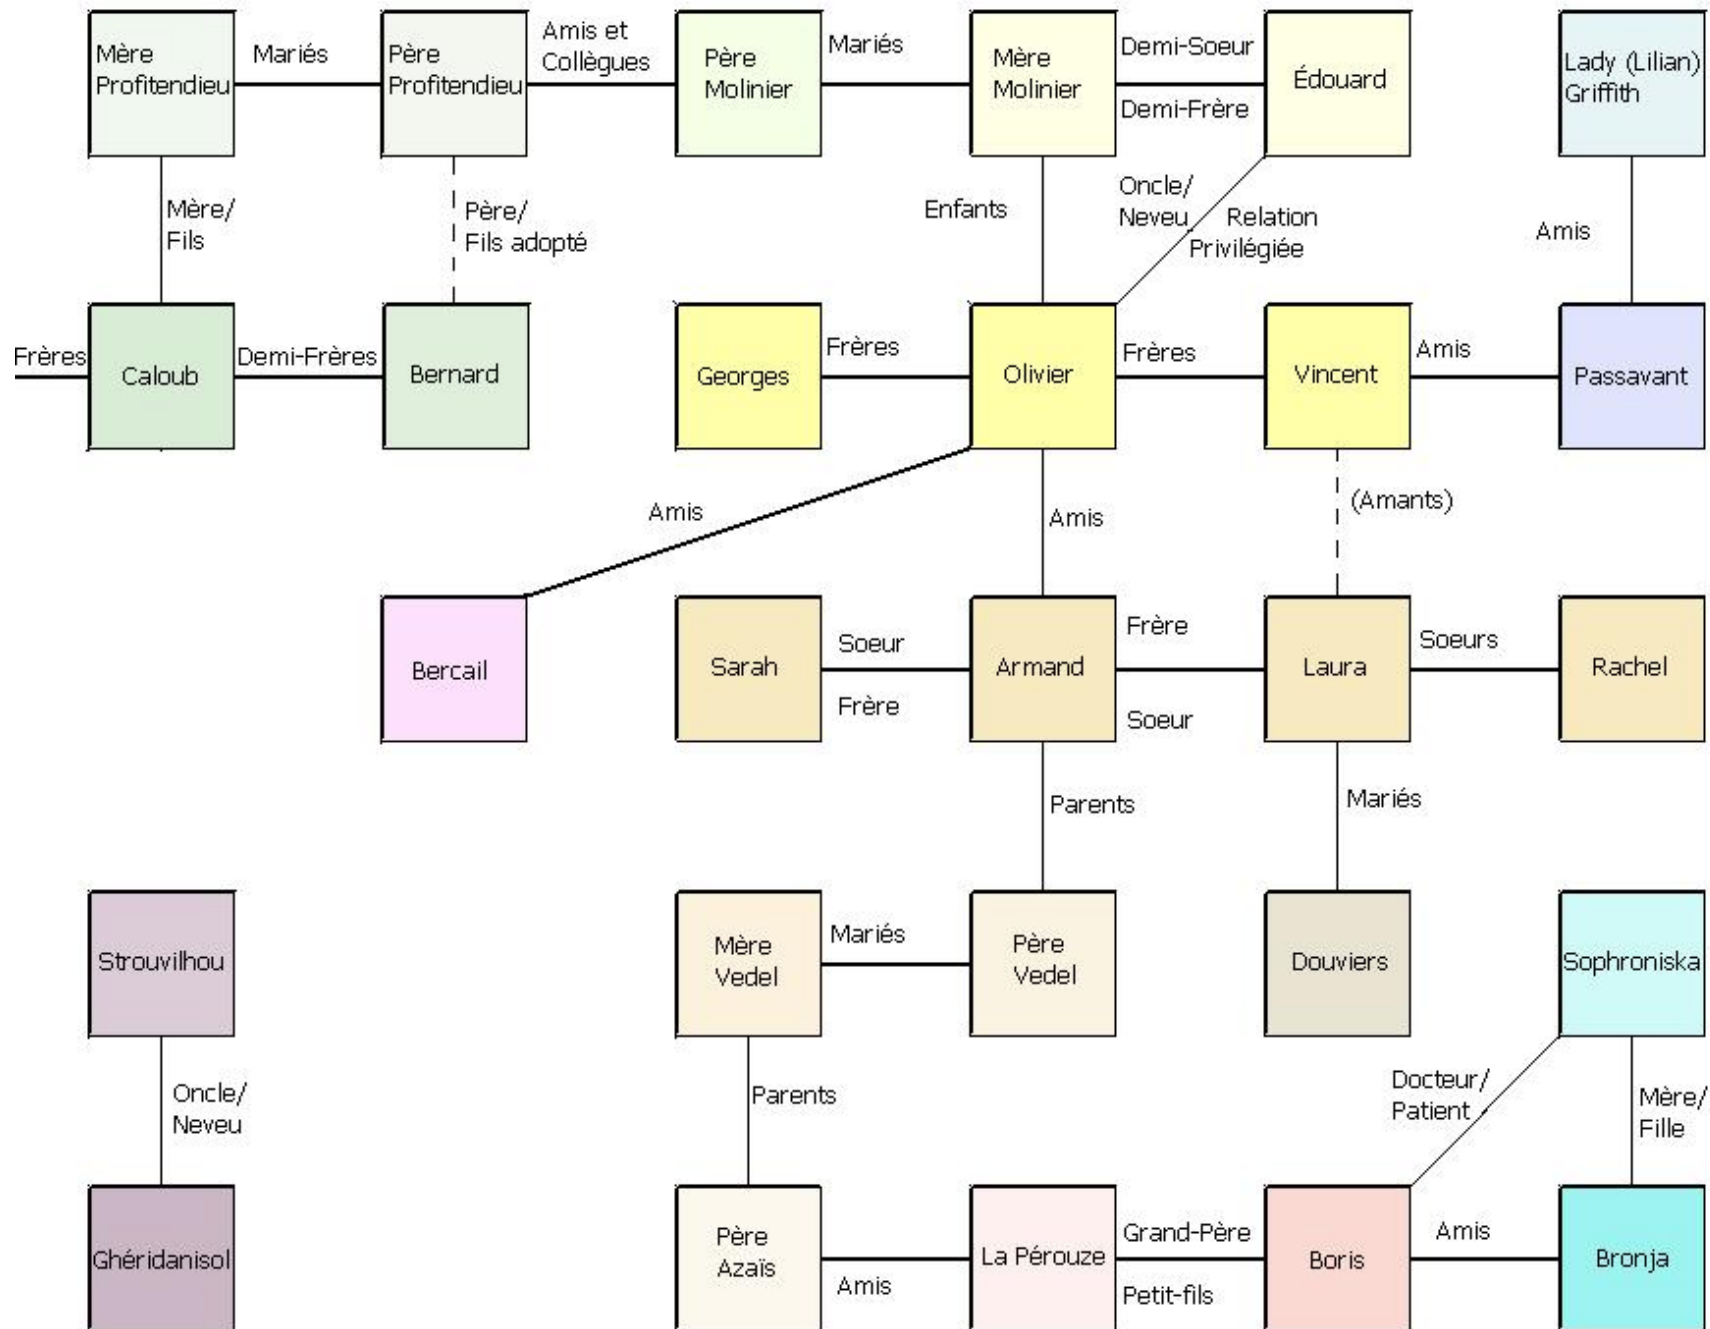 Mère
Profitendieu
Mariés
Père
Profitendieu
Amis et
Collègues
Père
Molinier
Mariés
Mère
Molinier
Demi-Soeur
Demi-Frère
Édouard
Lady (Lilian)
Griffith
Mère/
Fils
Père/
Fils adopté
Enfants
Oncle/
Neveu
Relation
Privilégiée
Amis
Frères
Caloub
Demi-Frères
Bernard
Georges
Frères
Olivier
Frères
Vincent
Amis
Passavant
Amis
Amis
(Amants)
Bercail
Sarah
Soeur
Frère
Armand
Frère
Soeur
Laura
Soeurs
Rachel
Parents
Mariés
Strouvilhou
Mère
Vedel
Mariés
Père
Vedel
Douviers
Sophroniska
Oncle/
Neveu
Parents
Docteur/
Patient
Mère/
Fille
Ghéridanisol
Père
Azaïs
Amis
La Pérouze
Grand-Père
Petit-fils
Boris
Amis
Bronja